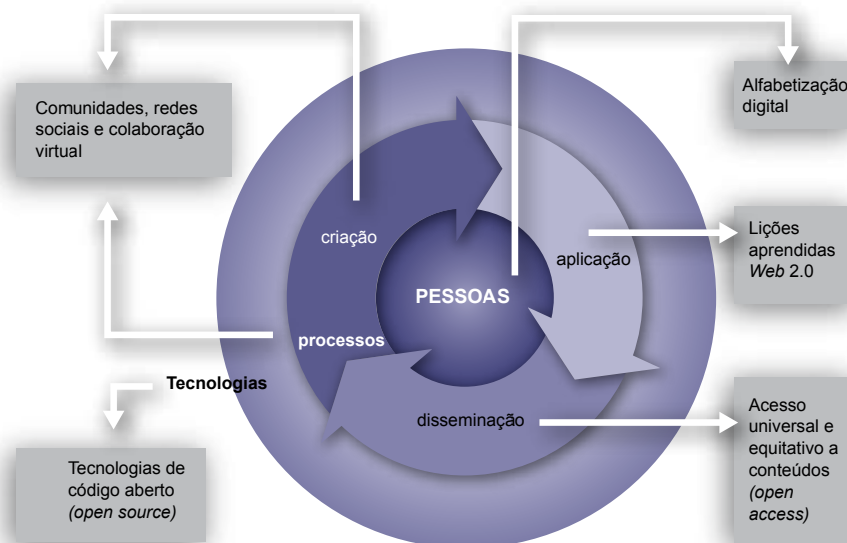 Comunidades, redes
sociais e colaboração
virtual
Alfabetização
digital
criação
aplicação
Lições
aprendidas
Web 2.0
PESSOAS
processos
Tecnologias
disseminação
Acesso
universal e
equitativo a
conteúdos
(open
access)
Tecnologias de
código aberto
(open source)